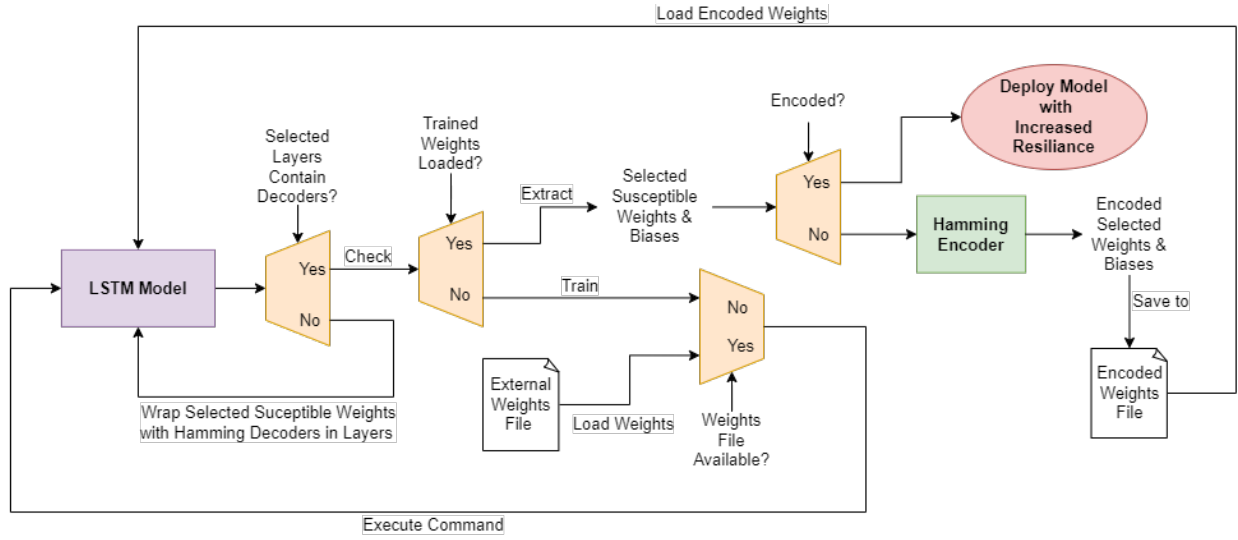 Load Encoded Weights
Selected
Layers
Contain
Decoders?
Trained
Weights
Loaded?
Encoded?
Deploy Model
with
Increased
Resiliance
LSTM Model
Yes
No
Check
Yes
No
Extract
Train
Selected
Susceptible
Weights &
Biases
Yes
No
Hamming
Encoder
Encoded
Selected
Weights &
Biases
Save to
Encoded
Weights
File
No
Yes
External
Weights
File
Load Weights
Weights
File
Available?
Wrap Selected Suceptible Weights
with Hamming Decoders in Layers
Execute Command